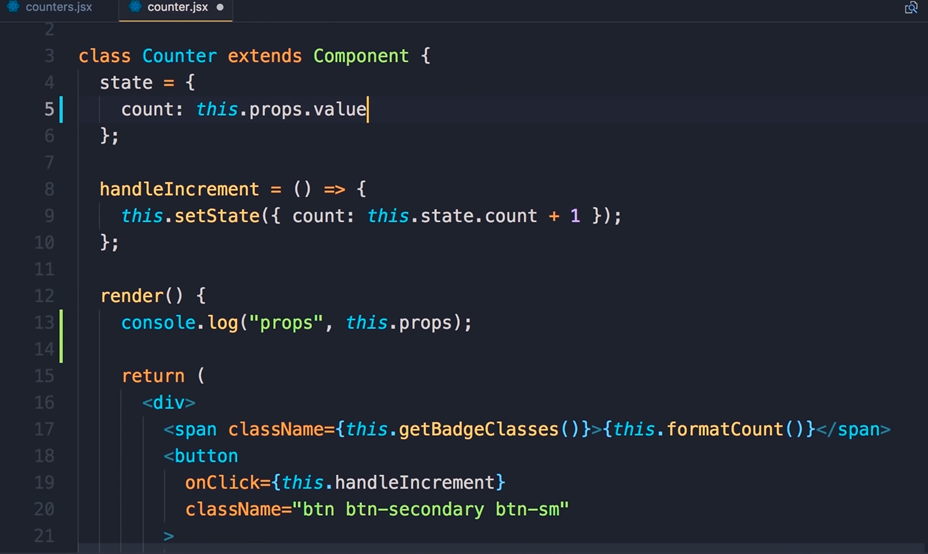 counters.jsx counter.jsx
2
3 class Counter extends Component {
4 state = {
5 count: this.props.value
6 };
7
8 handleIncrement = () => {
9 this.setState({ count: this.state.count + 1 });
10 };
11
12 render() {
13 console.log("props", this.props);
14
15 return (
16 <div>
17 <span className={this.getBadgeClasses()}>{this.formatCount()}</span>
18 <button
19 onClick={this.handleIncrement}
20 className="btn btn-secondary btn-sm"
21 >